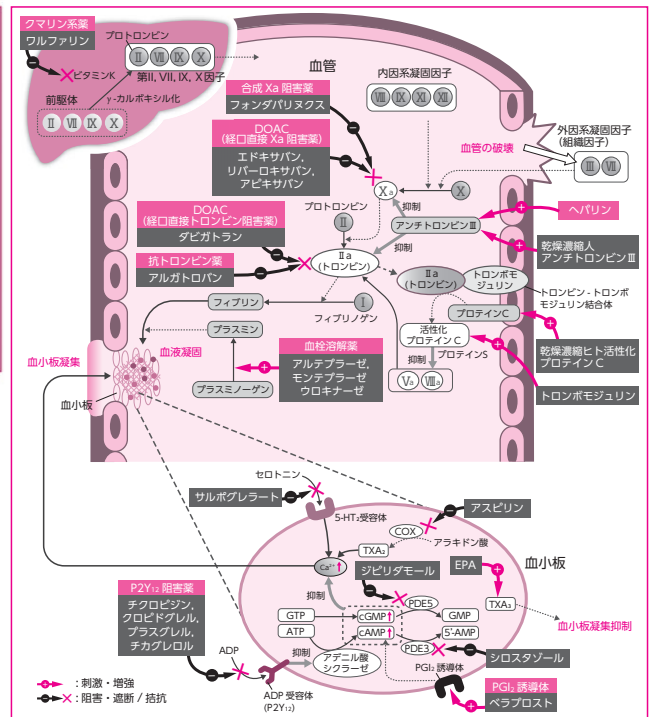 クマリン系薬
ワルファリン
プロトロンビン
Ⅱ Ⅶ Ⅸ Ⅹ
ビタミンK
第Ⅱ, Ⅶ, Ⅸ, Ⅹ因子
γ-カルボキシル化
前駆体
Ⅱ Ⅶ Ⅸ Ⅹ
血管
合成 Xa 阻害薬
フォンダパリヌクス
DOAC
(経口直接 Xa 阻害薬)
エドキサバン,
リバーロキサバン,
アピキサバン
内因系凝固因子
Ⅷ Ⅸ Ⅺ Ⅻ
外因系凝固因子
(組織因子)
Ⅲ Ⅶ
血管の破壊
Ⅹa
Ⅹ
抑制
ヘパリン
アンチトロンビンⅢ
抑制
乾燥濃縮人
アンチトロンビンⅢ
プロトロンビン
Ⅱ
DOAC
(経口直接トロンビン阻害薬)
ダビガトラン
抗トロンビン薬
アルガトロバン
Ⅱa
(トロンビン)
Ⅱa
(トロンビン)
トロンボモ
ジュリン
トロンビン - トロンボ
モジュリン結合体
フィブリン
Ⅰ
フィブリノゲン
プロテインC
活性化
プロテイン C
乾燥濃縮ヒト活性化
プロテイン C
抑制
プロテインS
Ⅴa Ⅷa
トロンボモジュリン
プラスミン
血液凝固
血栓溶解薬
アルテプラーゼ,
モンテプラーゼ
ウロキナーゼ
プラスミノーゲン
血小板凝集
血小板
セロトニン
サルポグレラート
5-HT₂受容体
アスピリン
COX
アラキドン酸
TXA₂
Ca²⁺↑
血小板
ジピリダモール
EPA
抑制
PDE5
TXA₃
P2Y₁₂ 阻害薬
チクロピジン,
クロピドグレル,
プラスグレル,
チカグレロル
GTP
cGMP↑
GMP
ATP
cAMP↑
5'-AMP
血小板凝集抑制
ADP
抑制
アデニル酸
シクラーゼ
PDE3
シロスタゾール
ADP 受容体
(P2Y₁₂)
PGI₂ 誘導体
PGI₂ 誘導体
ベラプロスト
:刺激・増強
:阻害・遮断 / 拮抗